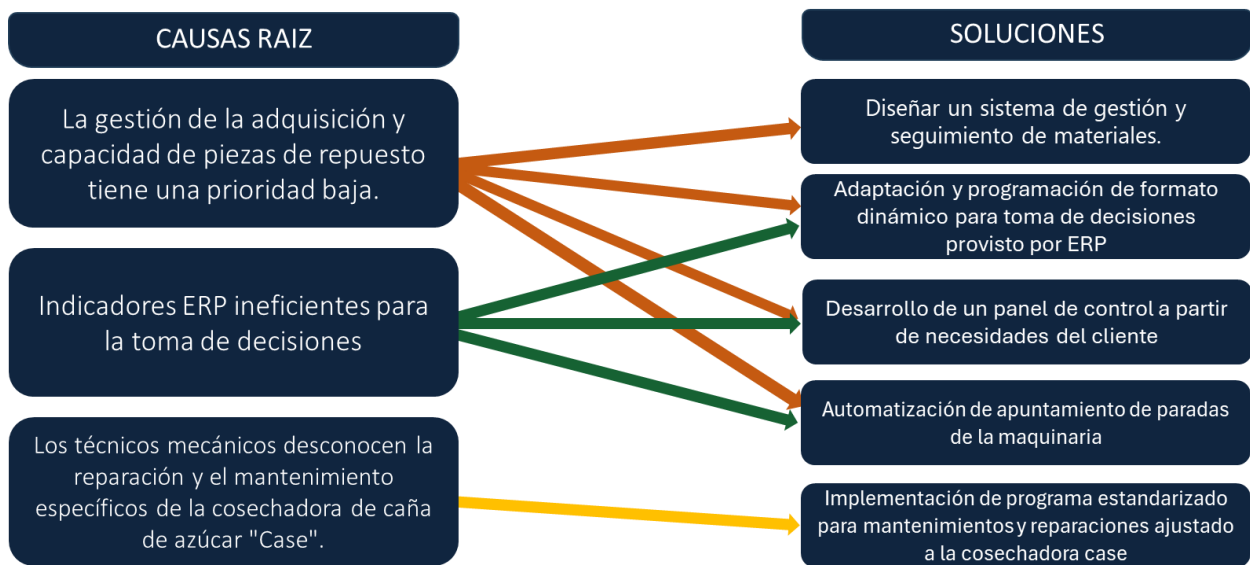 CAUSAS RAIZ
La gestión de la adquisición y
capacidad de piezas de repuesto
tiene una prioridad baja.
Indicadores ERP ineficientes para
la toma de decisiones
Los técnicos mecánicos desconocen la
reparación y el mantenimiento
específicos de la cosechadora de caña
de azúcar "Case".
SOLUCIONES
Diseñar un sistema de gestión y
seguimiento de materiales.
Adaptación y programación de formato
dinámico para toma de decisiones
provisto por ERP
Desarrollo de un panel de control a partir
de necesidades del cliente
Automatización de apuntamiento de paradas
de la maquinaria
Implementación de programa estandarizado
para mantenimientos y reparaciones ajustado
a la cosechadora case